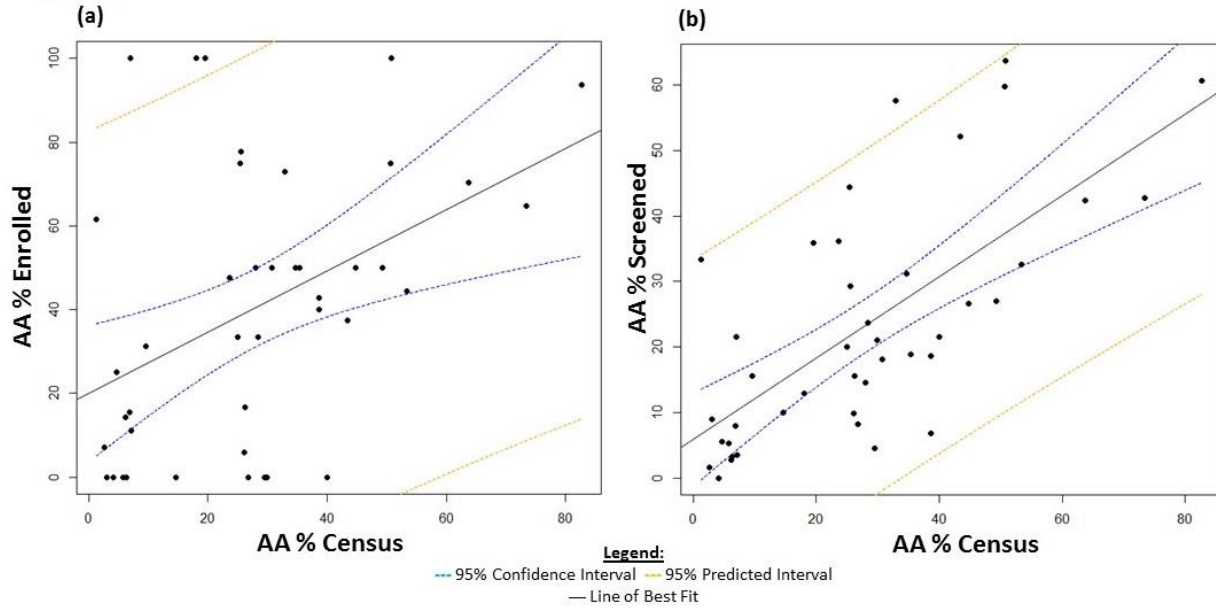 (a)
AA % Enrolled
100
80
60
40
20
0
0 20 40 60 80
AA % Census
(b)
AA % Screened
60
50
40
30
20
10
0
0 20 40 60 80
AA % Census
Legend:
95% Confidence Interval 95% Predicted Interval
Line of Best Fit